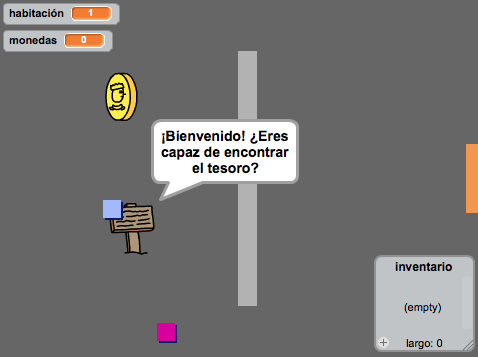 habitación 1
monedas 0
¡Bienvenido! ¿Eres
capaz de encontrar
el tesoro?
inventario
(empty)
+ largo: 0